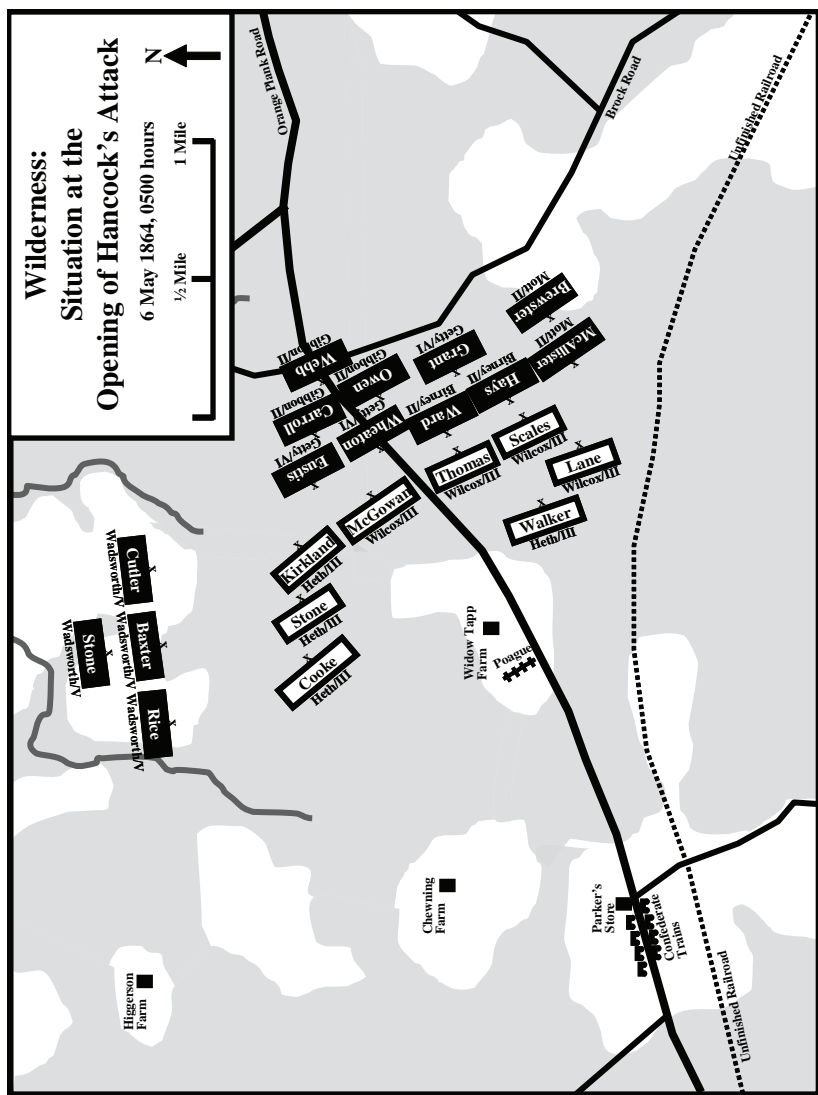 Wilderness:
Situation at the
Opening of Hancock's Attack
6 May 1864, 0500 hours
½ Mile
1 Mile
N
Orange Plank Road
Brock Road
Unfinished Railroad
Brewster
Mott/II
McAllister
Mott/II
Webb
Gibbon/II
Owen
Gibbon/II
Grant
Getty/VI
Carroll
Gibbon/II
Wheaton
Getty/VI
Ward
Birney/II
Hays
Birney/II
Eustis
Getty/VI
Scales
Wilcox/III
Thomas
Wilcox/III
Lane
Wilcox/III
McGowan
Wilcox/III
Walker
Heth/III
Kirkland
Heth/III
Stone
Heth/III
Cooke
Heth/III
Cutler
Wadsworth/V
Baxter
Wadsworth/V
Stone
Wadsworth/V
Rice
Wadsworth/V
Widow Tapp
Farm
Poague
Chewning
Farm
Parker's
Store
Confederate
Trains
Higgerson
Farm
Unfinished Railroad